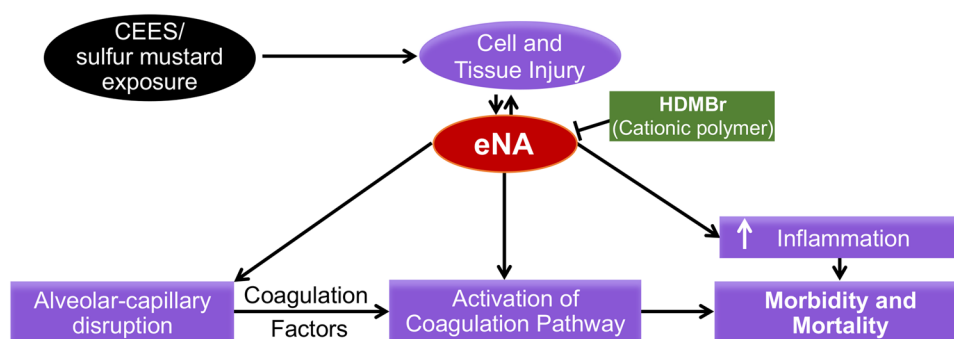 CEES/
sulfur mustard
exposure
Cell and
Tissue Injury
HDMBr
(Cationic polymer)
eNA
Inflammation
Alveolar-capillary
disruption
Coagulation
Factors
Activation of
Coagulation Pathway
Morbidity and
Mortality